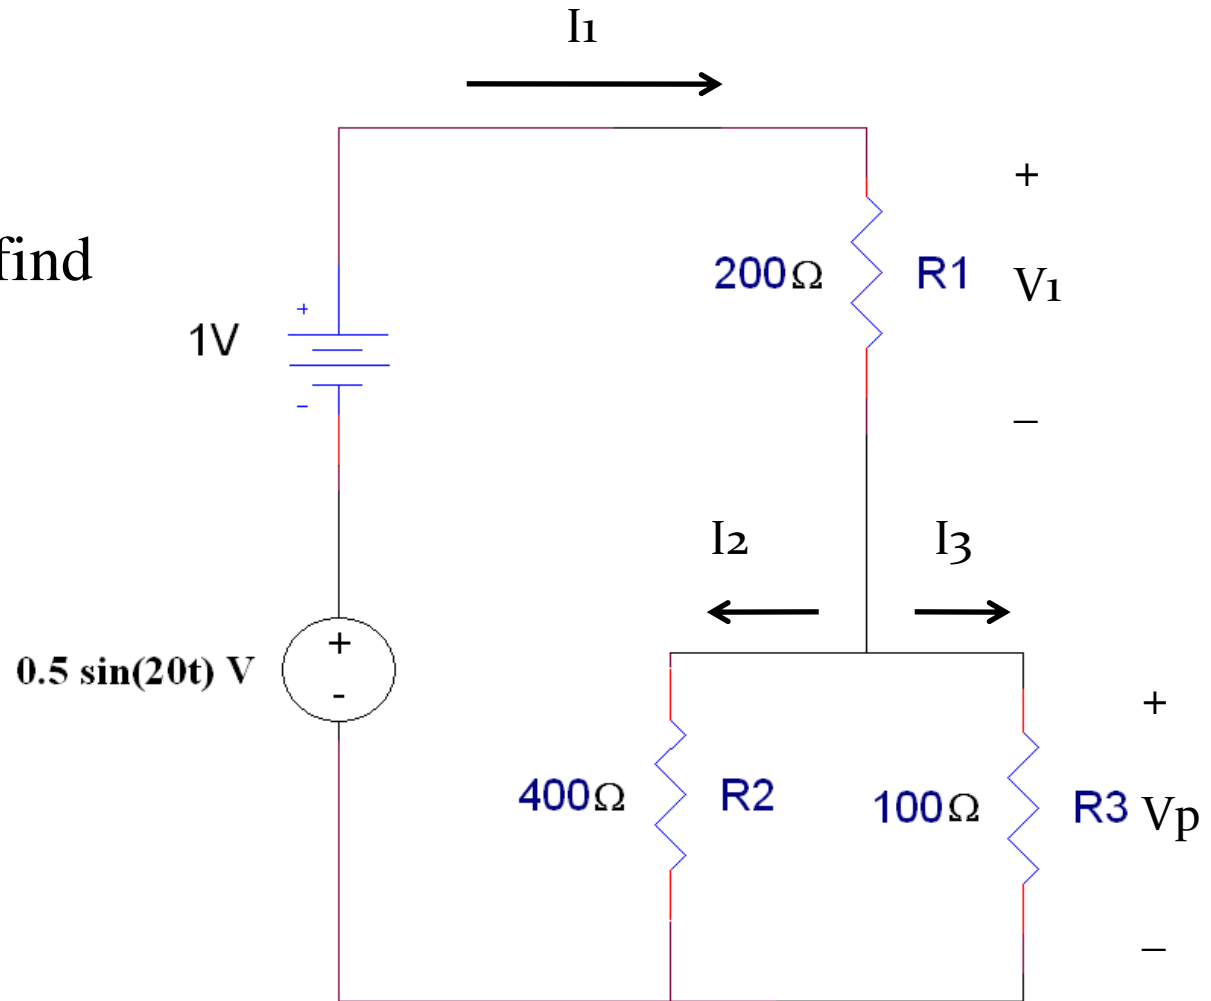 I1
+
find
200Ω R1 V1
+
1V
-
–
I2 I3
+
0.5 sin(20t) V
-
+
400Ω R2 100Ω R3 Vp
–